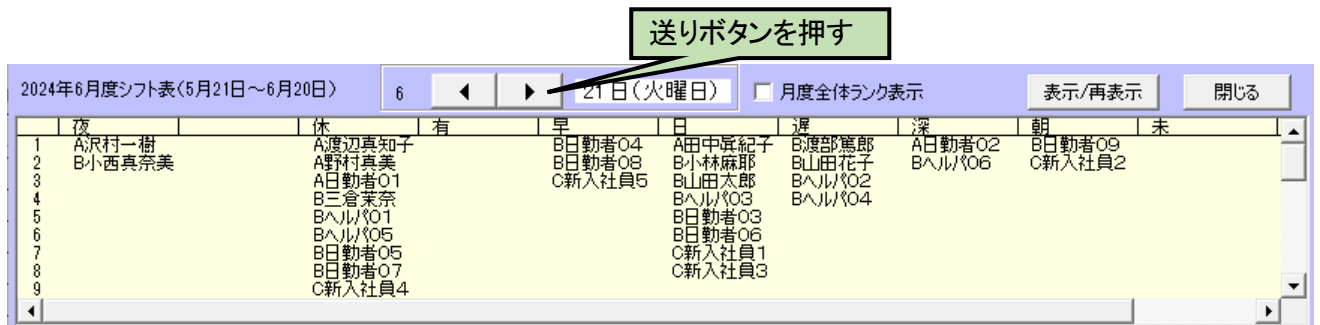 送りボタンを押す
2024年6月度シフト表(5月21日～6月20日) 6 21日(火曜日) 月度全体ランク表示 表示/再表示 閉じる
夜 休 有 早 日 遅 深 朝 未
1 A沢村一樹 A渡辺真知子 B日勤者04 A田中眞紀子 B渡部篤郎 A日勤者02 B日勤者09
2 B小西真奈美 A野村真美 B日勤者08 B小林麻耶 B山田花子 Bヘルパ06 C新入社員2
3 A日勤者01 C新入社員5 B山田太郎 Bヘルパ02
4 B三倉茉奈 Bヘルパ03 Bヘルパ04
5 Bヘルパ01 B日勤者03
6 Bヘルパ05 B日勤者06
7 B日勤者05 C新入社員1
8 B日勤者07 C新入社員3
9 C新入社員4